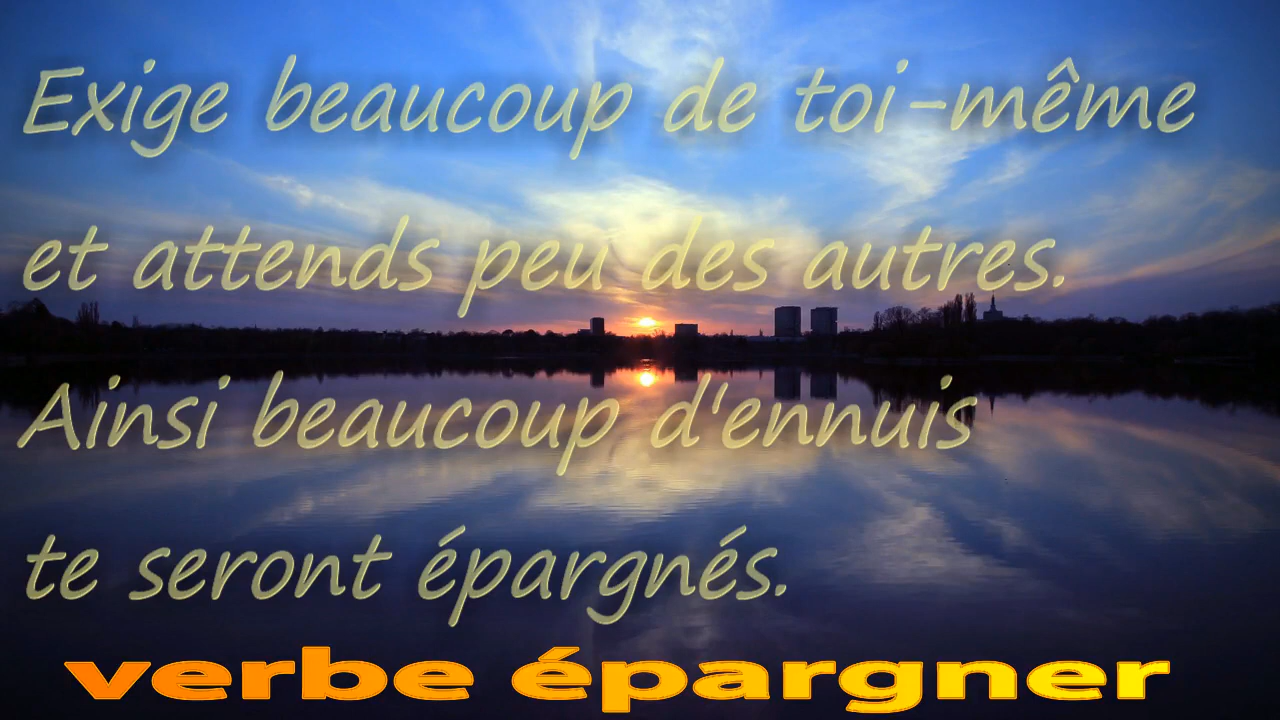 Exige beaucoup de toi-même
et attends peu des autres.
Ainsi beaucoup d'ennuis
te seront épargnés.
verbe épargner